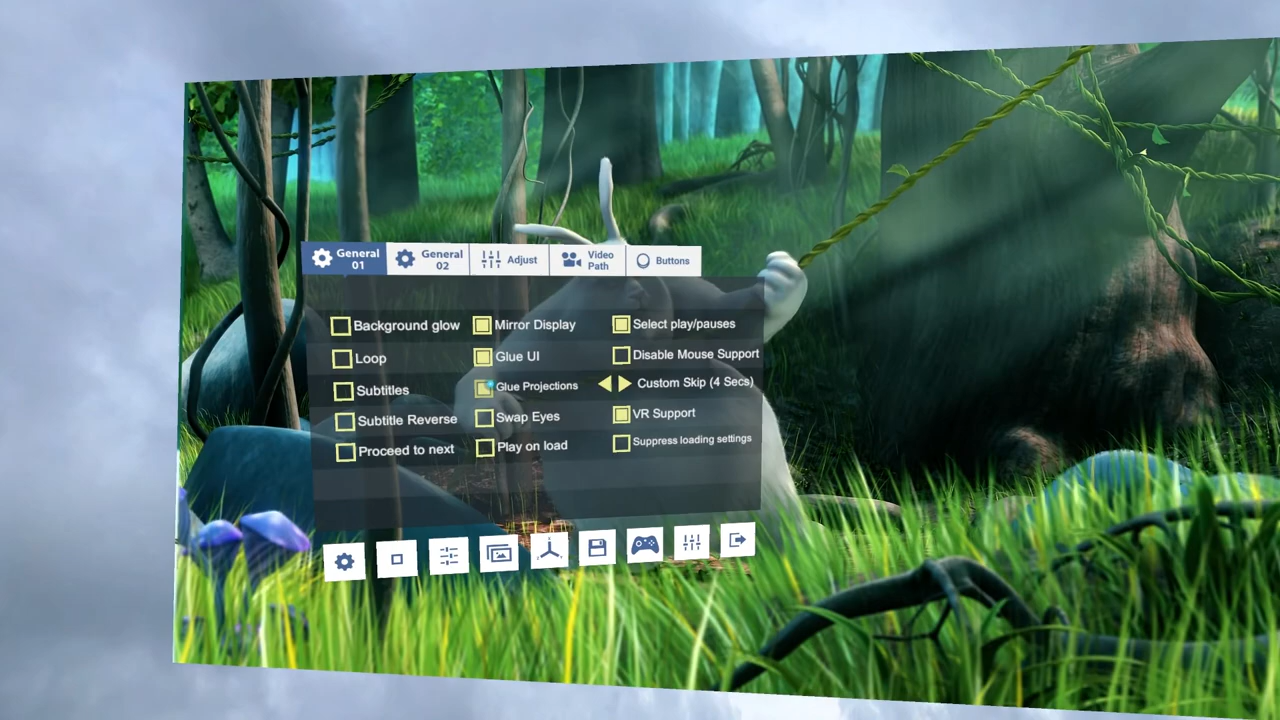 General
01
General
02
Adjust
Video
Path
Buttons
Background glow
Mirror Display
Select play/pauses
Loop
Glue UI
Disable Mouse Support
Subtitles
Glue Projections
Custom Skip (4 Secs)
Subtitle Reverse
Swap Eyes
VR Support
Proceed to next
Play on load
Suppress loading settings